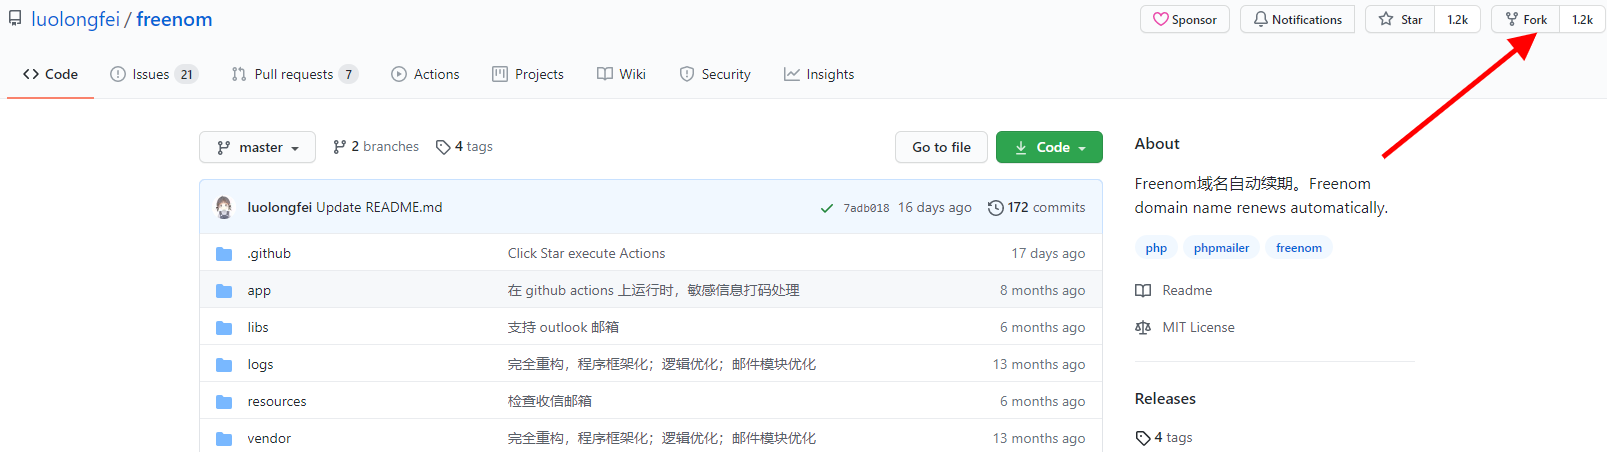 luolongfei / freenom
Sponsor Notifications Star 1.2k Fork 1.2k
Code Issues 21 Pull requests 7 Actions Projects Wiki Security Insights
master 2 branches 4 tags Go to file Code
About
Freenom域名自动续期。Freenom
domain name renews automatically.
php phpmailer freenom
Readme
MIT License
Releases
4 tags
luolongfei Update README.md 7adb018 16 days ago 172 commits
.github Click Star execute Actions 17 days ago
app 在 github actions 上运行时，敏感信息打码处理 8 months ago
libs 支持 outlook 邮箱 6 months ago
logs 完全重构，程序框架化；逻辑优化；邮件模块优化 13 months ago
resources 检查收信邮箱 6 months ago
vendor 完全重构，程序框架化；逻辑优化；邮件模块优化 13 months ago